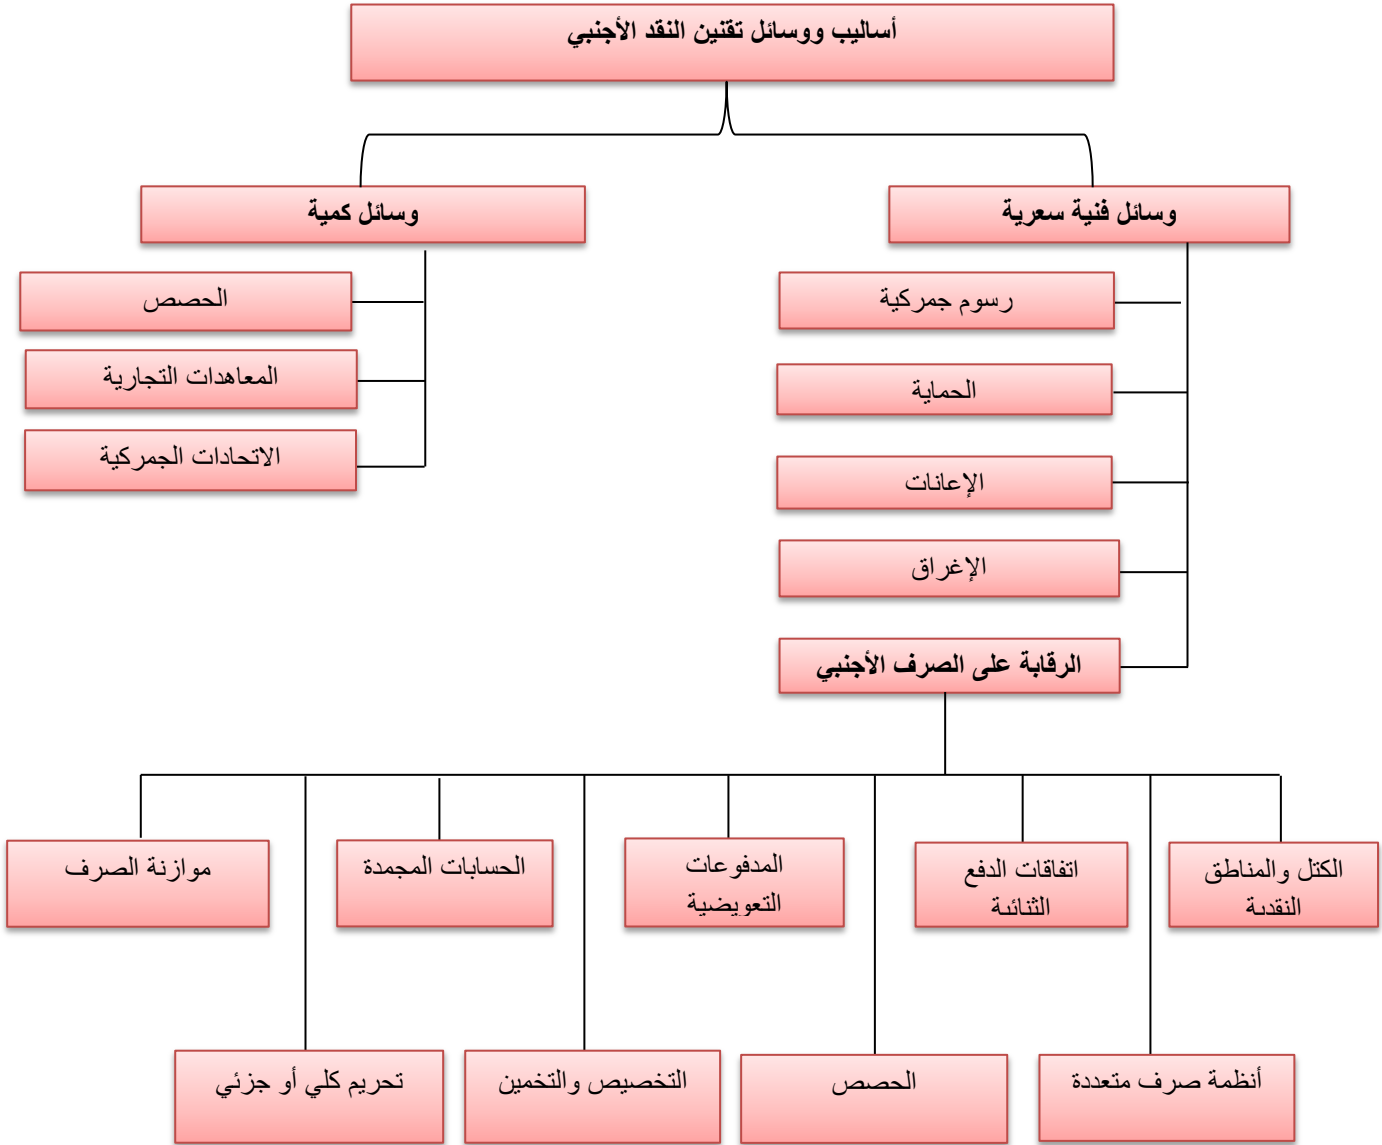 أساليب ووسائل تقنين النقد الأجنبي
وسائل فنية سعرية
وسائل كمية
رسوم جمركية
الحماية
الإعانات
الإغراق
الرقابة على الصرف الأجنبي
الحصص
المعاهدات التجارية
الاتحادات الجمركية
الكتل والمناطق
النقدية
اتفاقات الدفع
الثنائية
المدفوعات
التعويضية
الحسابات المجمدة
موازنة الصرف
أنظمة صرف متعددة
الحصص
التخصيص والتخمين
تحريم كلي أو جزئي